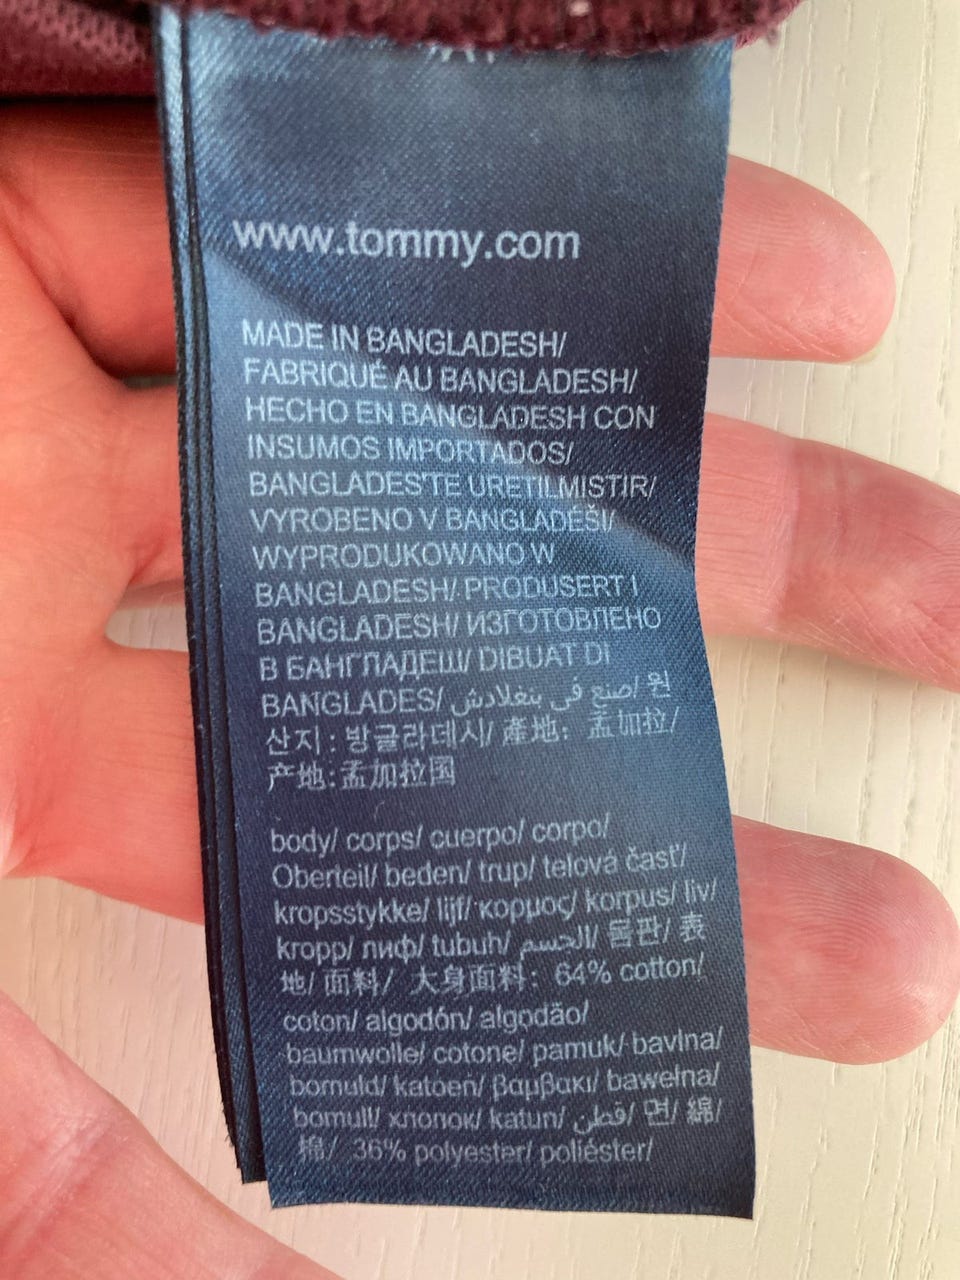 www.tommy.com
MADE IN BANGLADESH/
FABRIQUÉ AU BANGLADESH/
HECHO EN BANGLADESH CON
INSUMOS IMPORTADOS/
BANGLADES'TE URETILMISTIR/
VYROBENO V BANGLADÉŠI/
WYPRODUKOWANO W
BANGLADESH/ PRODUSERT I
BANGLADESH/ ИЗГОТОВЛЕНО
В БАНГЛАДЕШ/ DIBUAT DI
BANGLADES/ صنع في بنغلادش/ 원
산지: 방글라데시/ 產地: 孟加拉/
产地:孟加拉国
body/ corps/ cuerpo/ corpo/
Oberteil/ beden/ trup/ telová časť/
kropsstykke/ lijf/ κορμος/ korpus/ liv/
kropp/ лиф/ tubuh/ الجسم/ 몸판/ 表
地/ 面料/ 大身面料: 64% cotton/
coton/ algodón/ algodão/
baumwolle/ cotone/ pamuk/ bavlna/
bomuld/ katoen/ βαμβακι/ bawełna/
bomull/ хлопок/ katun/ قطن/ 면/ 綿/
棉/ 36% polyester/ poliéster/